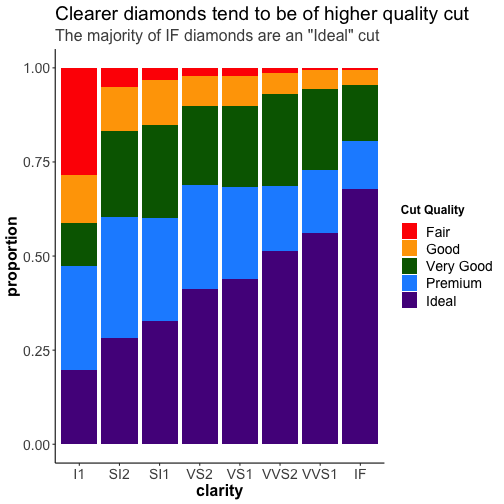 Clearer diamonds tend to be of higher quality cut
The majority of IF diamonds are an "Ideal" cut
1.00
0.75
0.50
0.25
0.00
proportion
I1 SI2 SI1 VS2 VS1 VVS2 VVS1 IF
clarity
Cut Quality
Fair
Good
Very Good
Premium
Ideal